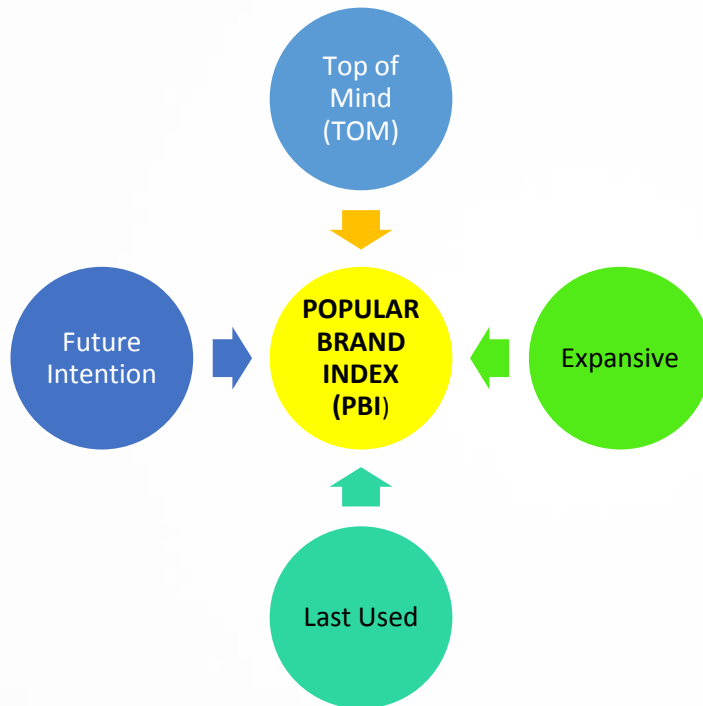 Top of
Mind
(TOM)
Future
Intention
POPULAR
BRAND
INDEX
(PBI)
Expansive
Last Used